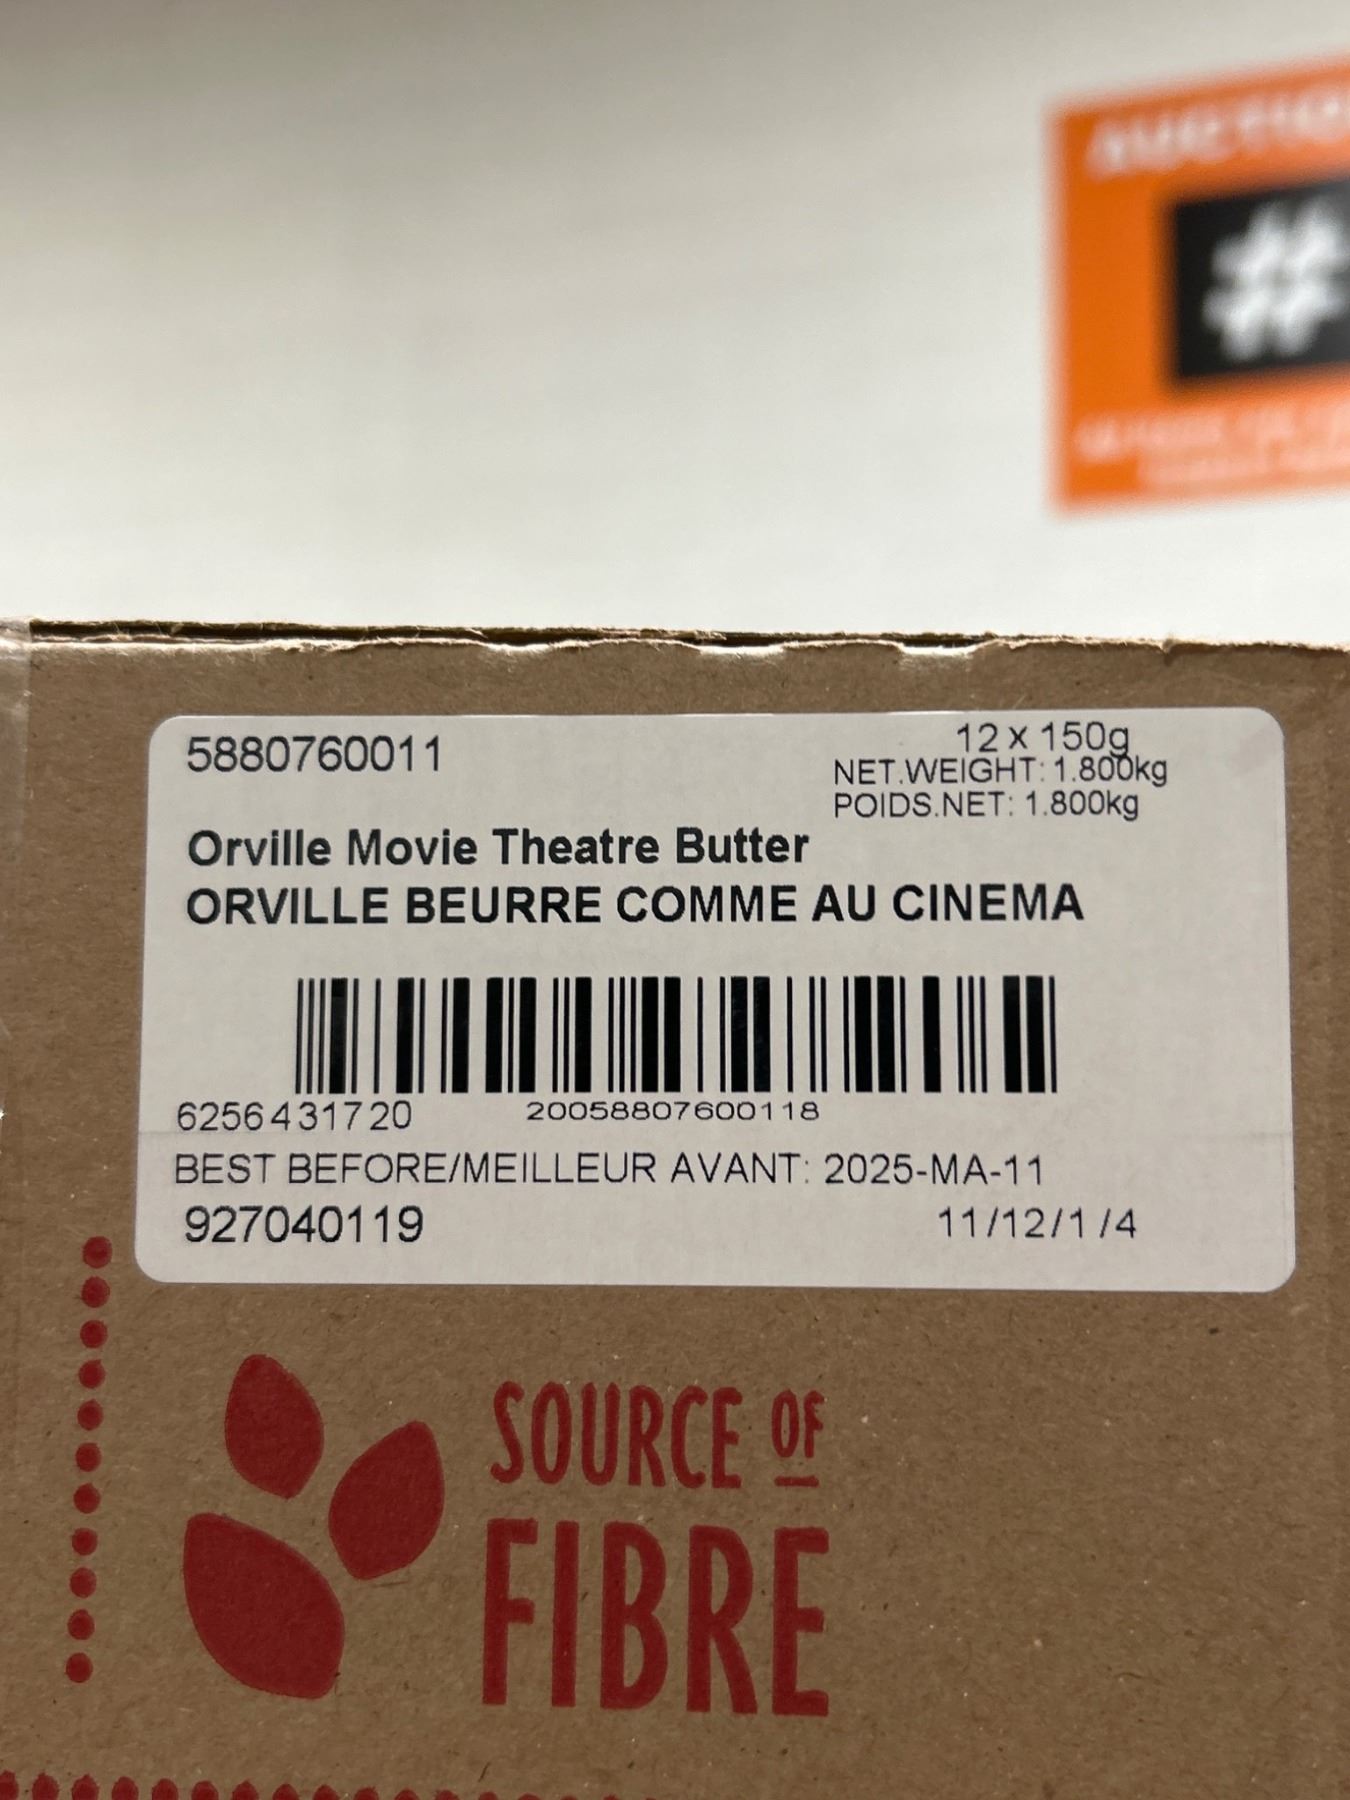 #
5880760011
12 x 150g
NET.WEIGHT: 1.800kg
POIDS.NET: 1.800kg
Orville Movie Theatre Butter
ORVILLE BEURRE COMME AU CINEMA
6256431720 20058807600118
BEST BEFORE/MEILLEUR AVANT: 2025-MA-11
927040119 11/12/1 /4
SOURCE OF
FIBRE